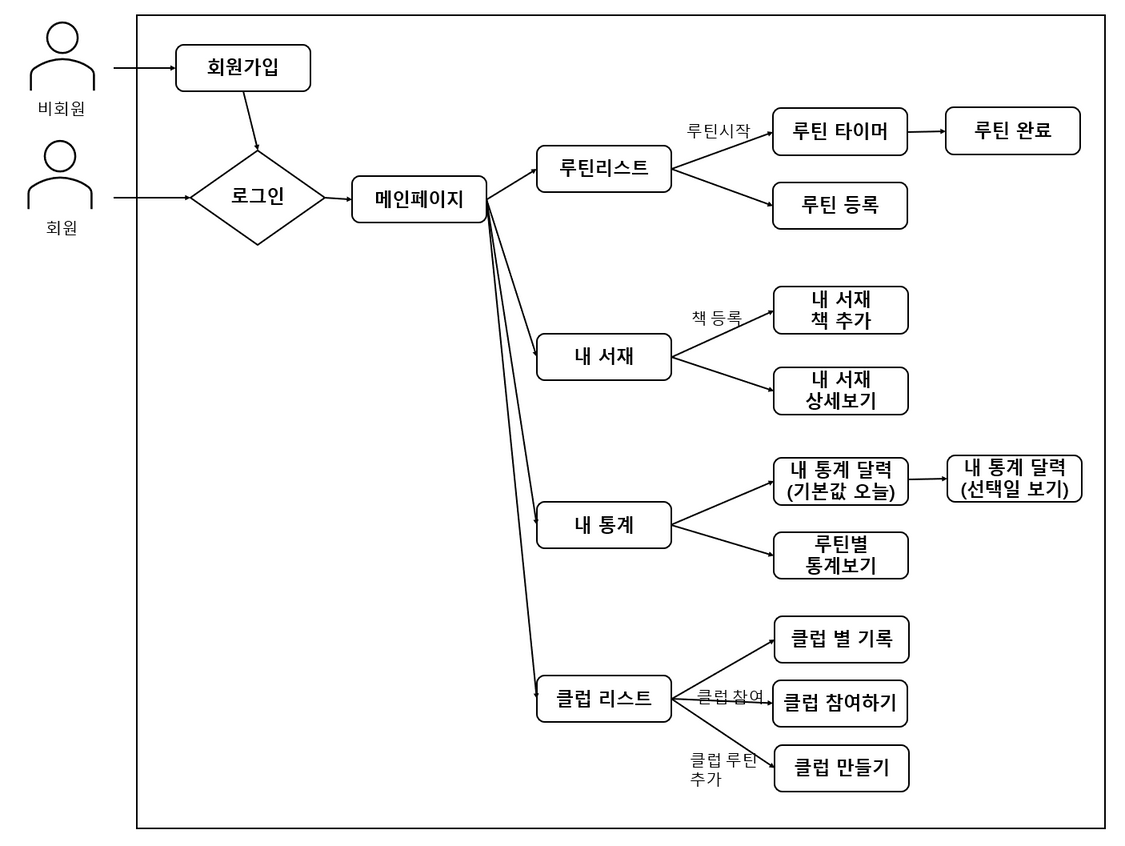 비회원
회원
회원가입
로그인
메인페이지
루틴리스트
루틴시작
루틴 타이머
루틴 완료
루틴 등록
내 서재
책 등록
내 서재
책 추가
내 서재
상세보기
내 통계
내 통계 달력
(기본값 오늘)
내 통계 달력
(선택일 보기)
루틴별
통계보기
클럽 리스트
클럽 별 기록
클럽 참여
클럽 참여하기
클럽 루틴
추가
클럽 만들기